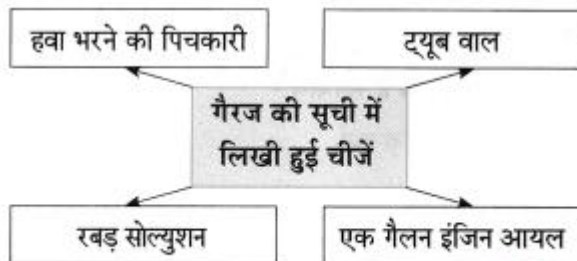 हवा भरने की पिचकारी
ट्यूब वाल
गैरज की सूची में
लिखी हुई चीजें
रबड़ सोल्युशन
एक गैलन इंजिन आयल